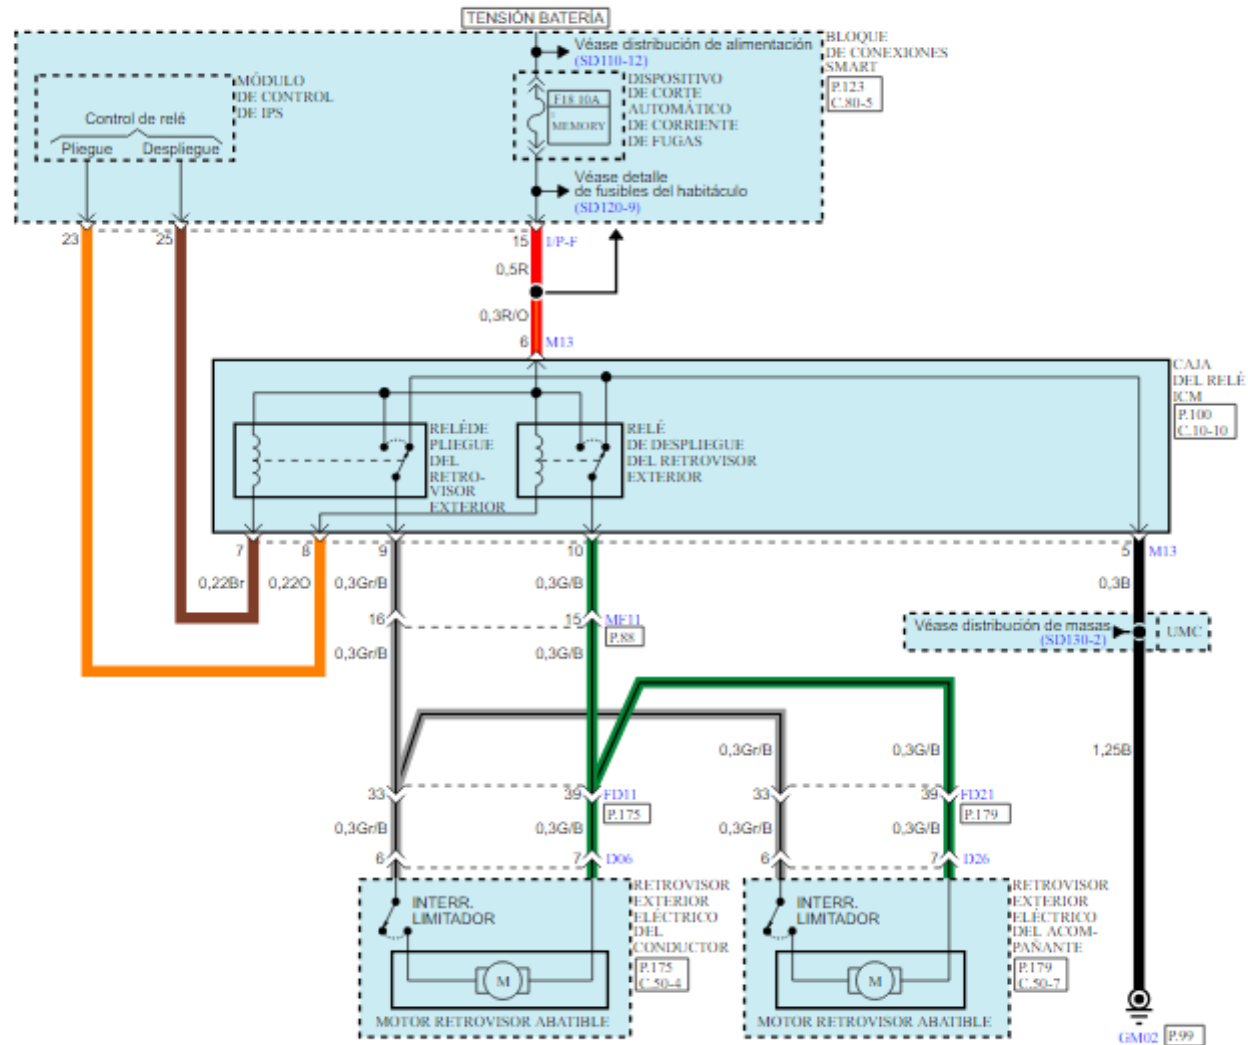 TENSIÓN BATERÍA
Véase distribución de alimentación
(SD110-12)
BLOQUE
DE CONEXIONES
SMART
P.123
C.80-5
MÓDULO
DE CONTROL
DE IPS
Control de relé
Pliegue
Despliegue
DISPOSITIVO
DE CORTE
AUTOMÁTICO
DE CORRIENTE
DE FUGAS
F18 10A
MEMORY
Véase detalle
de fusibles del habitáculo
(SD120-9)
23
25
15
I/P-F
0,5R
0,3R/O
6
M13
CAJA
DEL RELÉ
ICM
P.100
C.10-10
RELÉDE
PLIEGUE
DEL
RETRO-
VISOR
EXTERIOR
RELÉ
DE DESPLIEGUE
DEL RETROVISOR
EXTERIOR
7
8
9
10
5
M13
0,22Br
0,22O
0,3Gr/B
0,3G/B
0,3B
16
15
MF11
P.88
Véase distribución de masas
(SD130-2)
UMC
0,3Gr/B
0,3G/B
0,3Gr/B
0,3G/B
1,25B
33
39
FD11
P.175
33
39
FD21
P.179
0,3Gr/B
0,3G/B
0,3Gr/B
0,3G/B
6
7
D06
6
7
D26
INTERR.
LIMITADOR
RETROVISOR
EXTERIOR
ELÉCTRICO
DEL
CONDUCTOR
P.175
C.50-4
M
MOTOR RETROVISOR ABATIBLE
INTERR.
LIMITADOR
RETROVISOR
EXTERIOR
ELÉCTRICO
DEL ACOM-
PAÑANTE
P.179
C.50-7
M
MOTOR RETROVISOR ABATIBLE
GM02
P.99